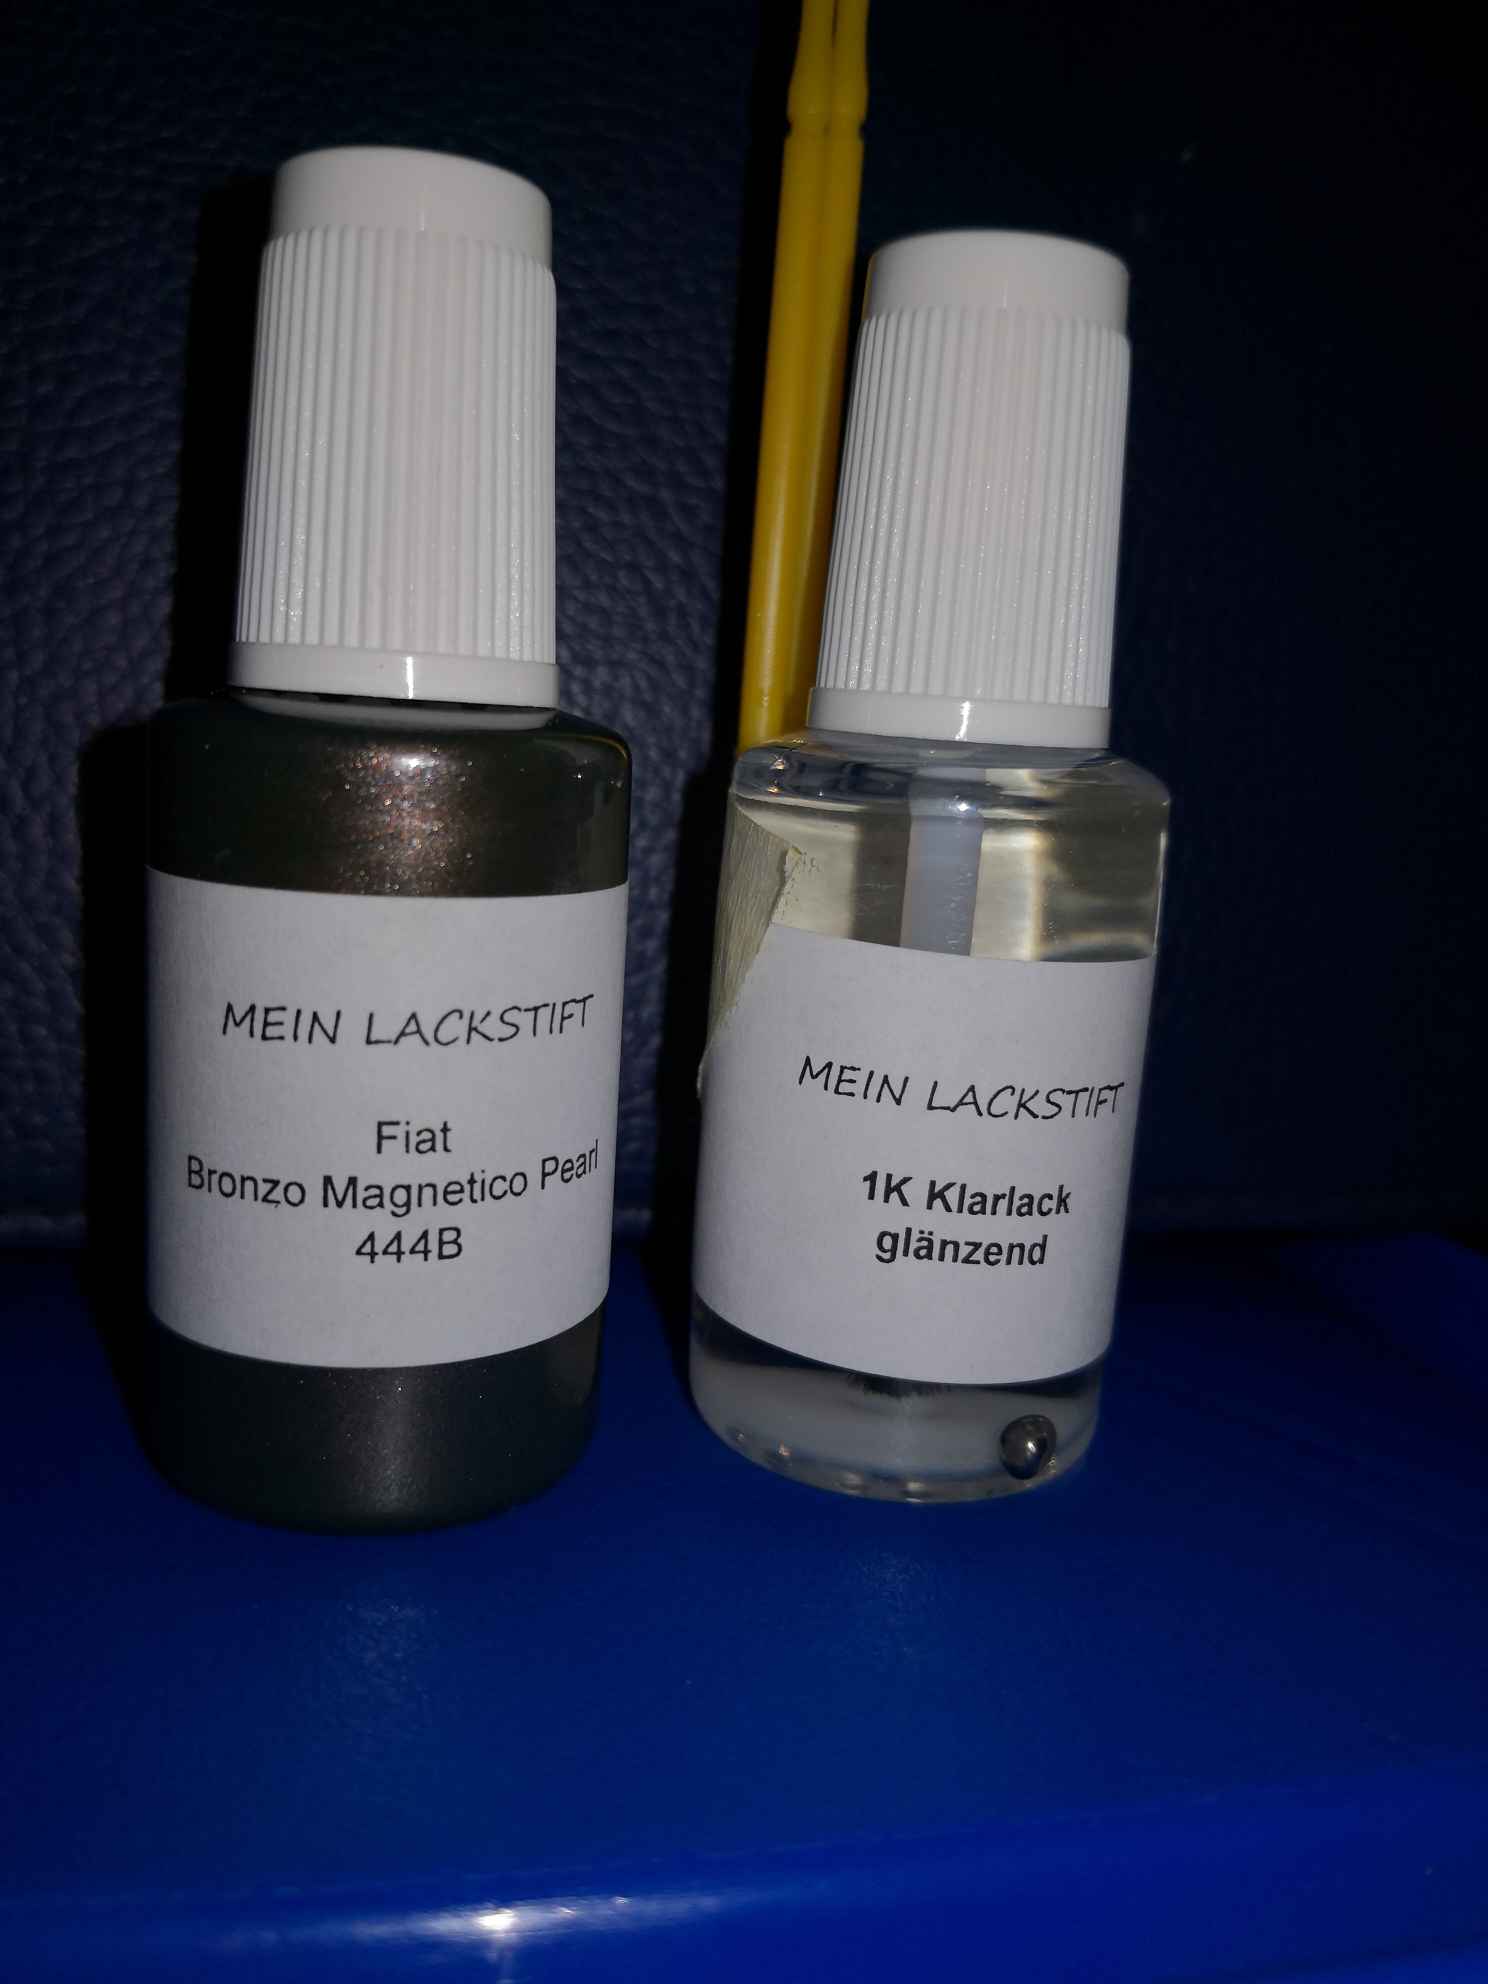 MEIN LACKSTIFT
Fiat
Bronzo Magnetico Pearl
444B
MEIN LACKSTIFT
1K Klarlack
glänzend